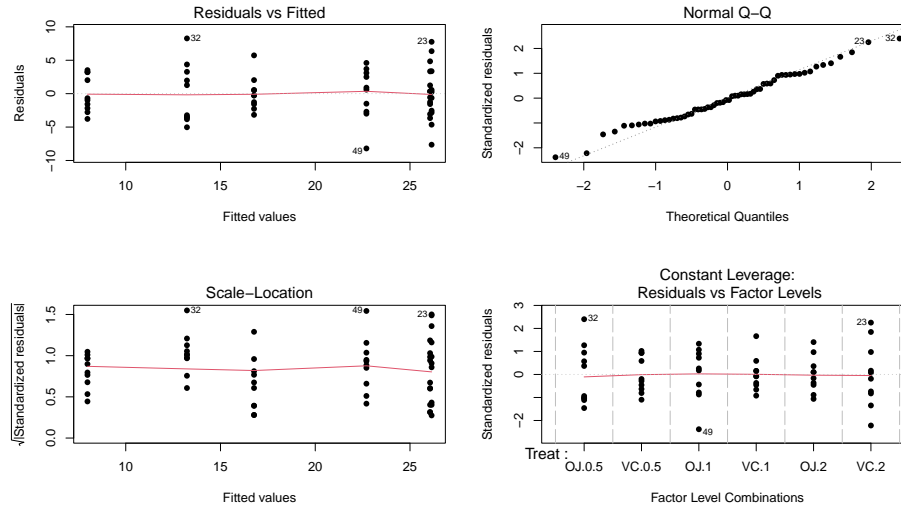 Residuals vs Fitted
Residuals
10
5
0
−5
−10
32
23
49
10
15
20
25
Fitted values
Normal Q−Q
Standardized residuals
2
1
0
−2
23
32
49
−2
−1
0
1
2
Theoretical Quantiles
Scale−Location
√|Standardized residuals|
1.5
1.0
0.5
0.0
32
49
23
10
15
20
25
Fitted values
Constant Leverage:
Residuals vs Factor Levels
Standardized residuals
3
2
1
0
−2
32
23
49
Treat :
OJ.0.5
VC.0.5
OJ.1
VC.1
OJ.2
VC.2
Factor Level Combinations